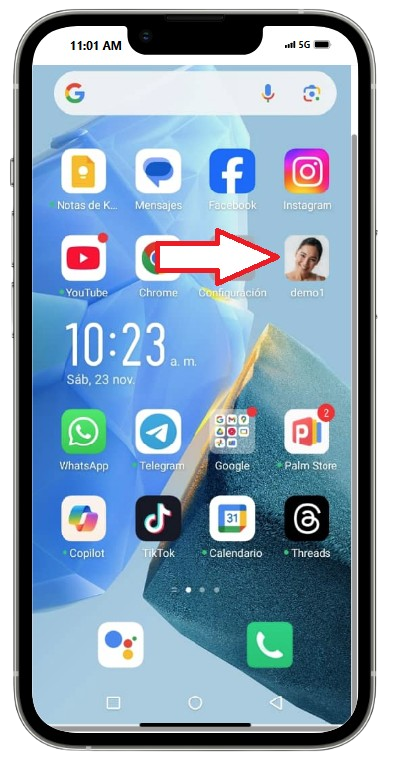 11:01 AM 5G
Notas de K...
Mensajes
Facebook
Instagram
YouTube
Chrome
Configuración
demo1
10:23 a. m.
Sáb, 23 nov.
2
WhatsApp
Telegram
Google
Palm Store
31
Copilot
TikTok
Calendario
Threads